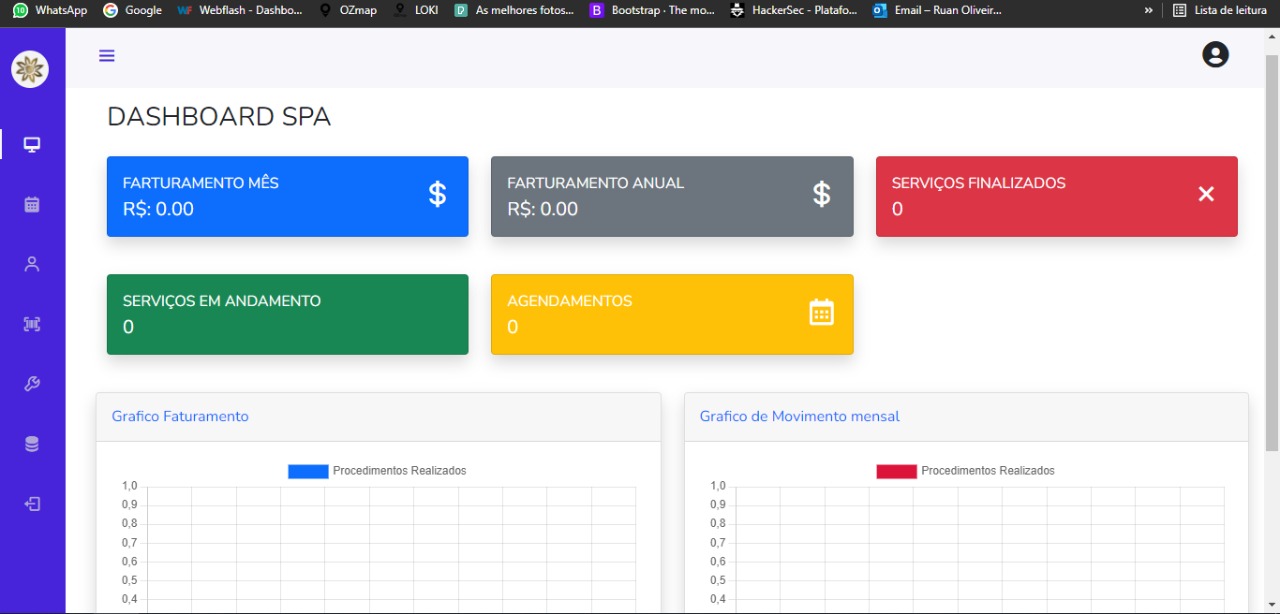 WhatsApp Google Webflash - Dashbo... OZmap LOKI As melhores fotos... Bootstrap · The mo... HackerSec - Platafo... Email – Ruan Oliveir... » Lista de leitura
DASHBOARD SPA
FARTURAMENTO MÊS
R$: 0.00
FARTURAMENTO ANUAL
R$: 0.00
SERVIÇOS FINALIZADOS
0
SERVIÇOS EM ANDAMENTO
0
AGENDAMENTOS
0
Grafico Faturamento
Procedimentos Realizados
1,0
0,9
0,8
0,7
0,6
0,5
0,4
Grafico de Movimento mensal
Procedimentos Realizados
1,0
0,9
0,8
0,7
0,6
0,5
0,4